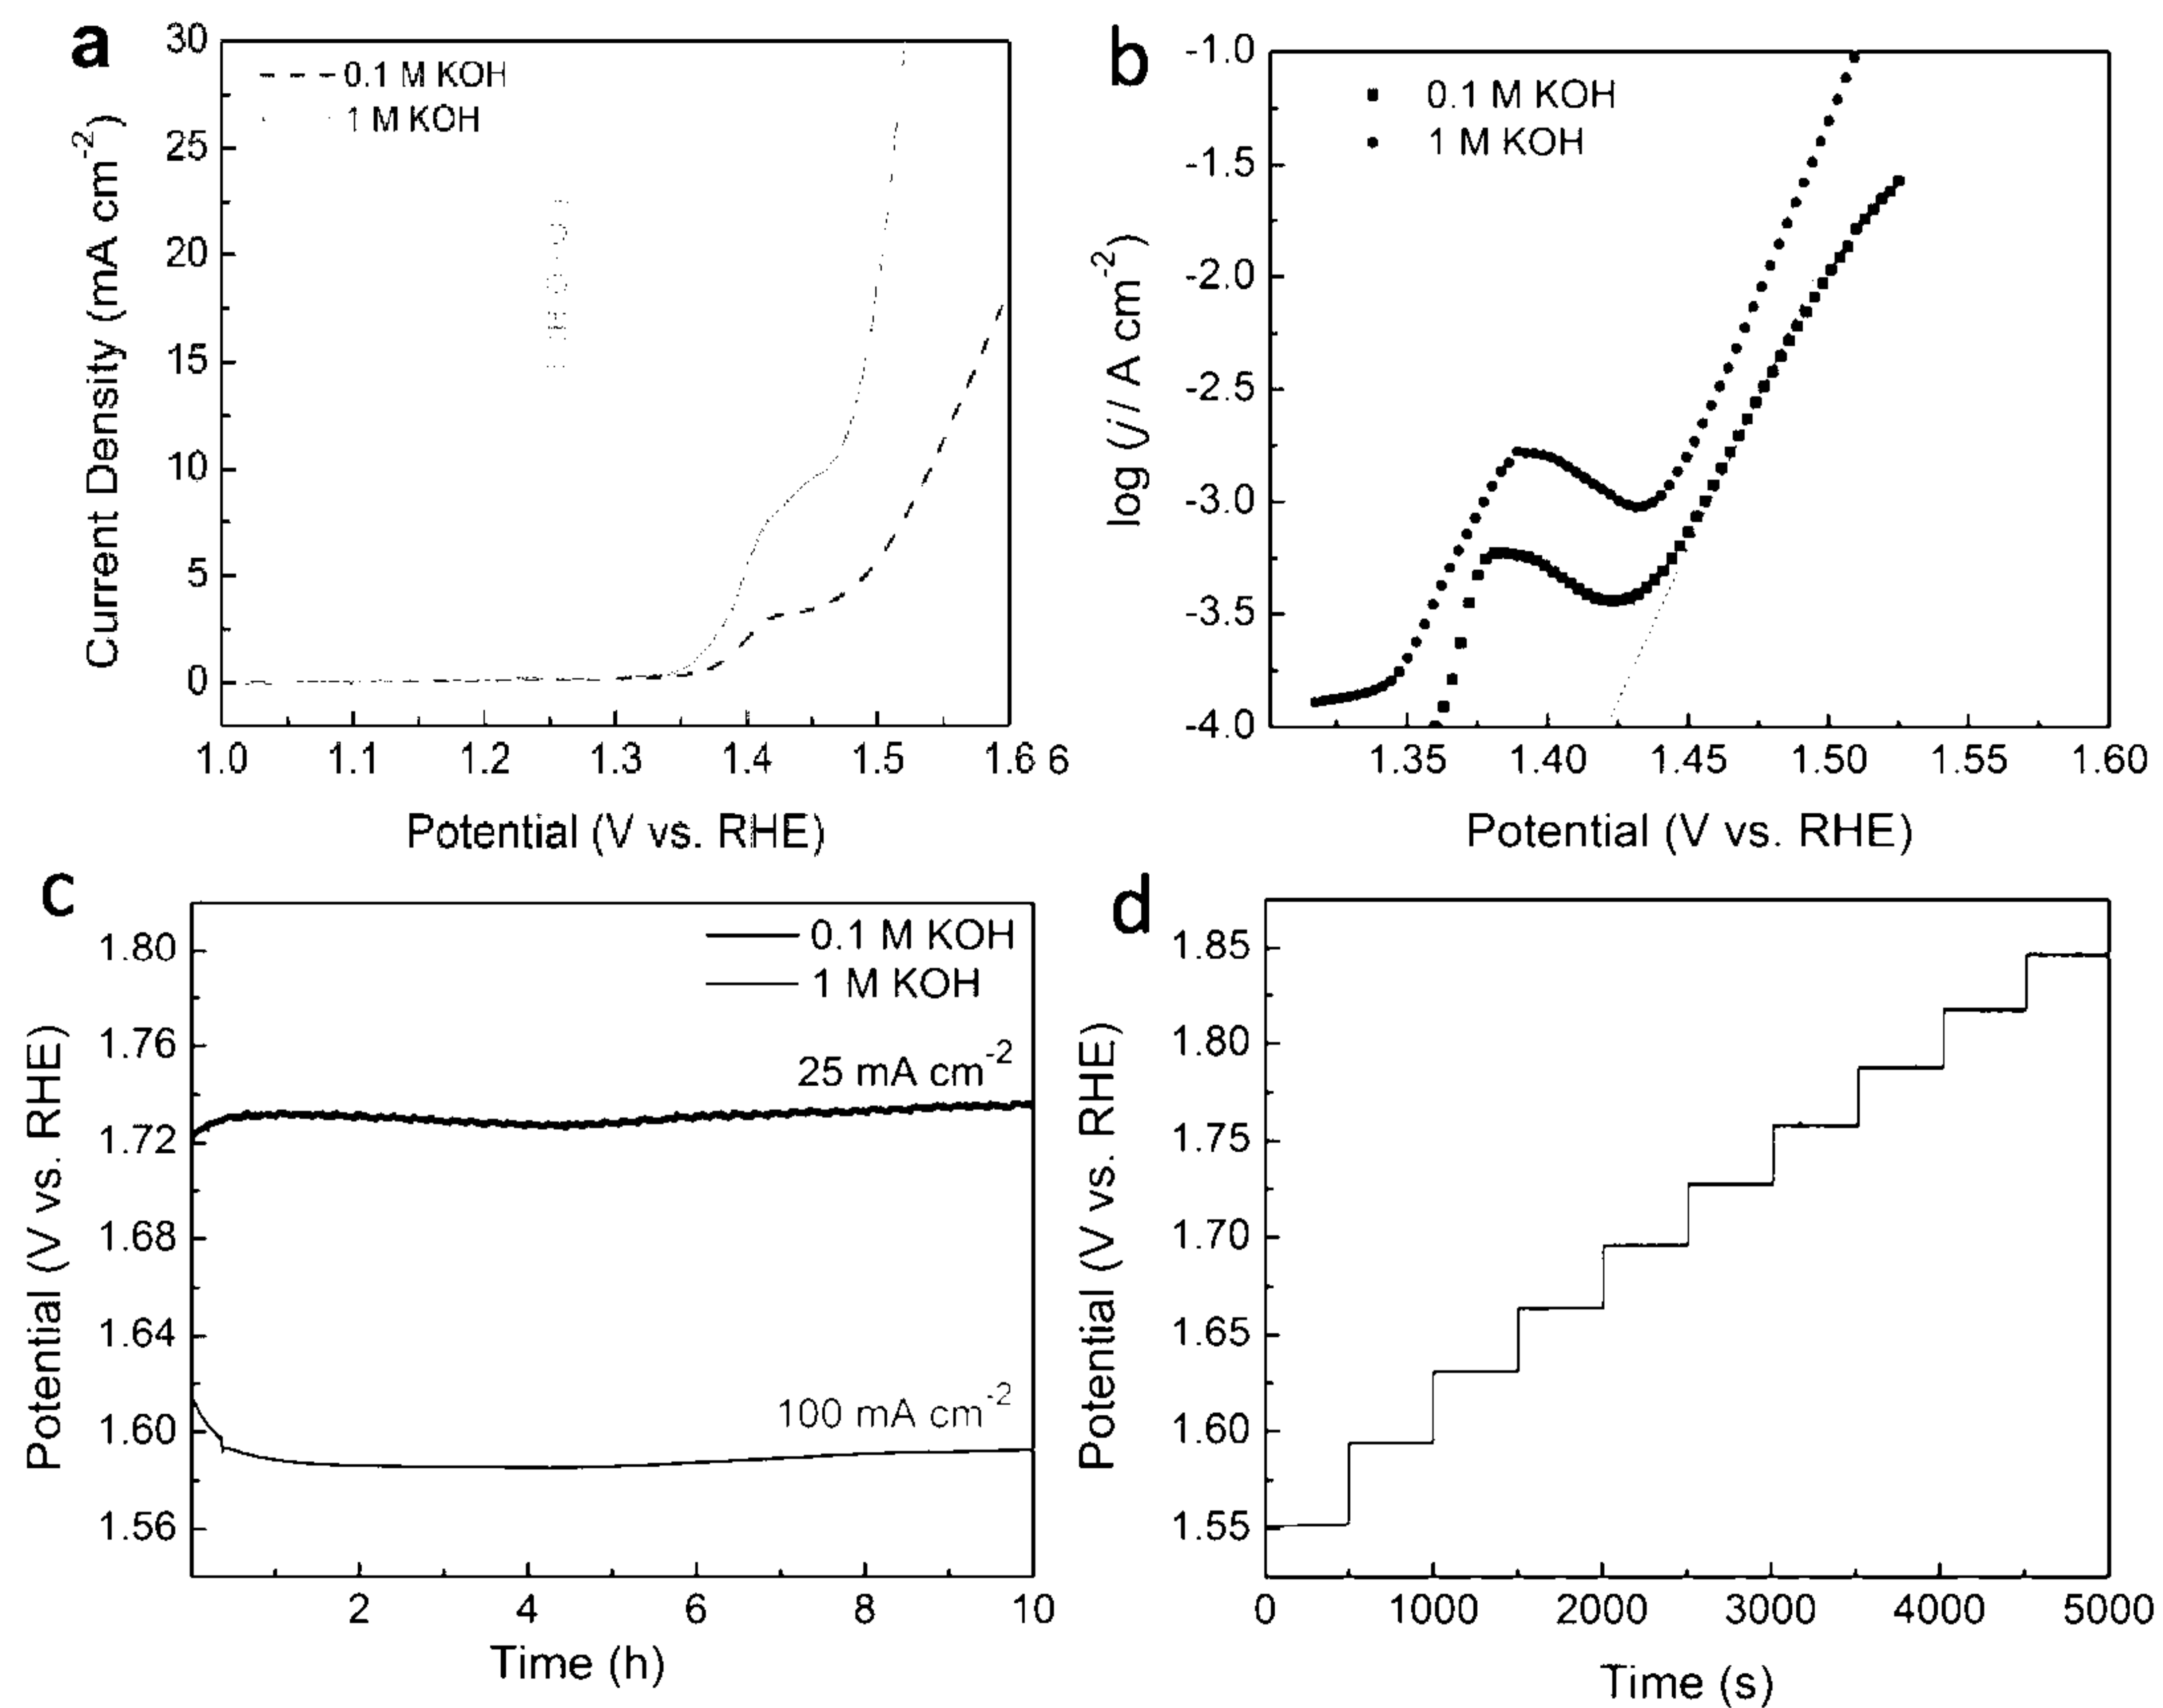 a
30
25
20
15
10
5
0
Current Density (mA cm-2)
0.1 M KOH
1 M KOH
1.0 1.1 1.2 1.3 1.4 1.5 1.6 6
Potential (V vs. RHE)
b
-1.0
-1.5
-2.0
-2.5
-3.0
-3.5
-4.0
log (j / A cm-2)
0.1 M KOH
1 M KOH
1.35 1.40 1.45 1.50 1.55 1.60
Potential (V vs. RHE)
c
1.80
1.76
1.72
1.68
1.64
1.60
1.56
Potential (V vs. RHE)
0.1 M KOH
1 M KOH
25 mA cm-2
100 mA cm-2
2 4 6 8 10
Time (h)
d
1.85
1.80
1.75
1.70
1.65
1.60
1.55
Potential (V vs. RHE)
0 1000 2000 3000 4000 5000
Time (s)